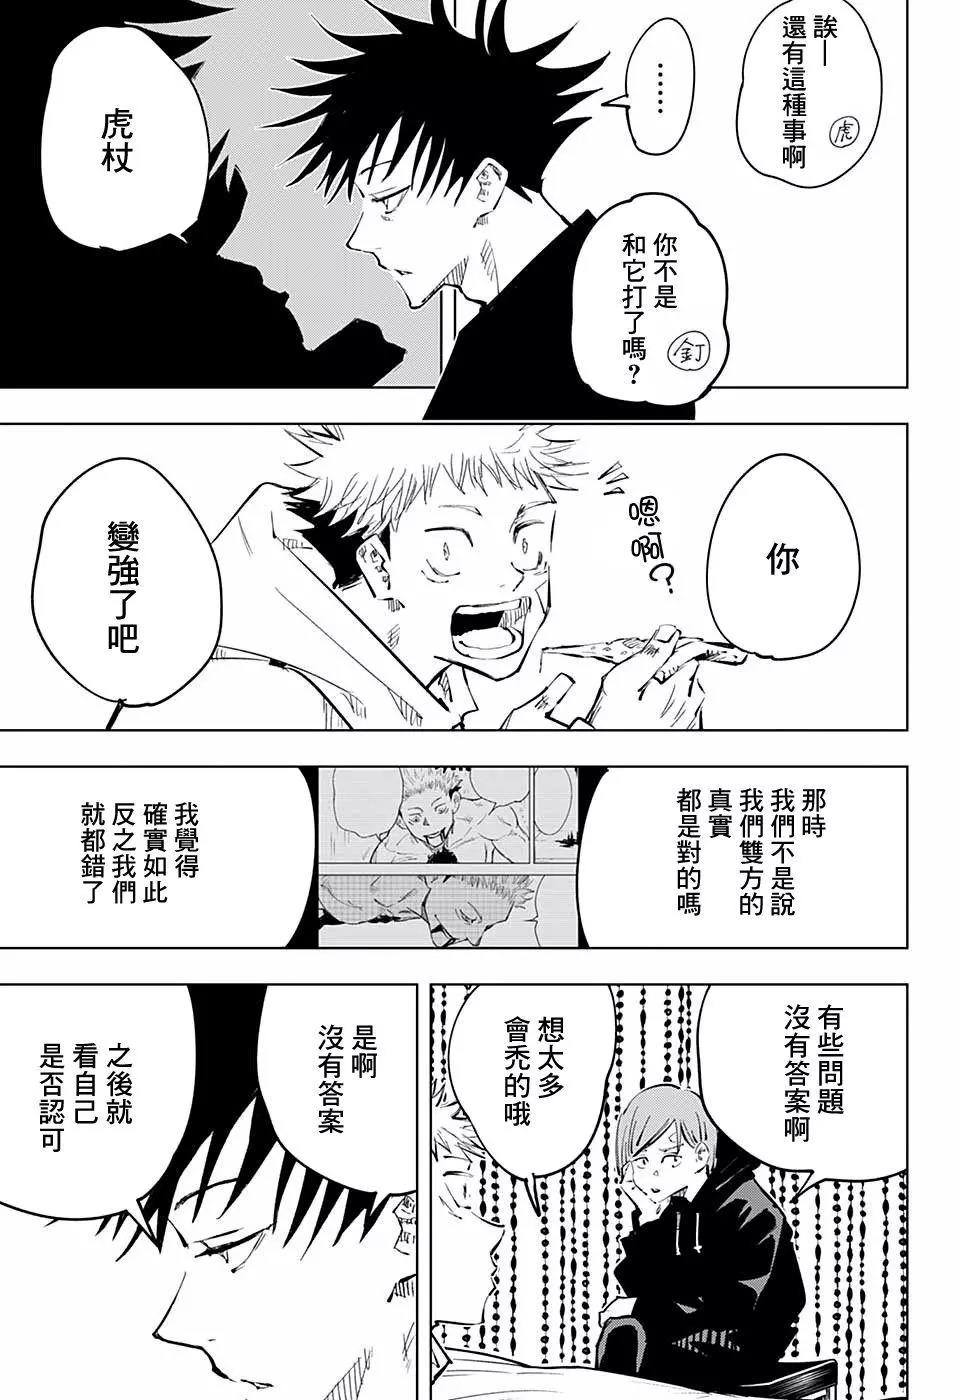 誒—
還有這種事啊
虎
……
你不是
和它打了嗎？
釘
虎杖
你
嗯啊？
變強了吧
那時
我們不是說
我們雙方的
真實
都是對的嗎
我覺得
確實如此
反之我們
就都錯了
有些問題
沒有答案啊
想太多
會禿的哦
是啊
沒有答案
之後就
看自己
是否認可